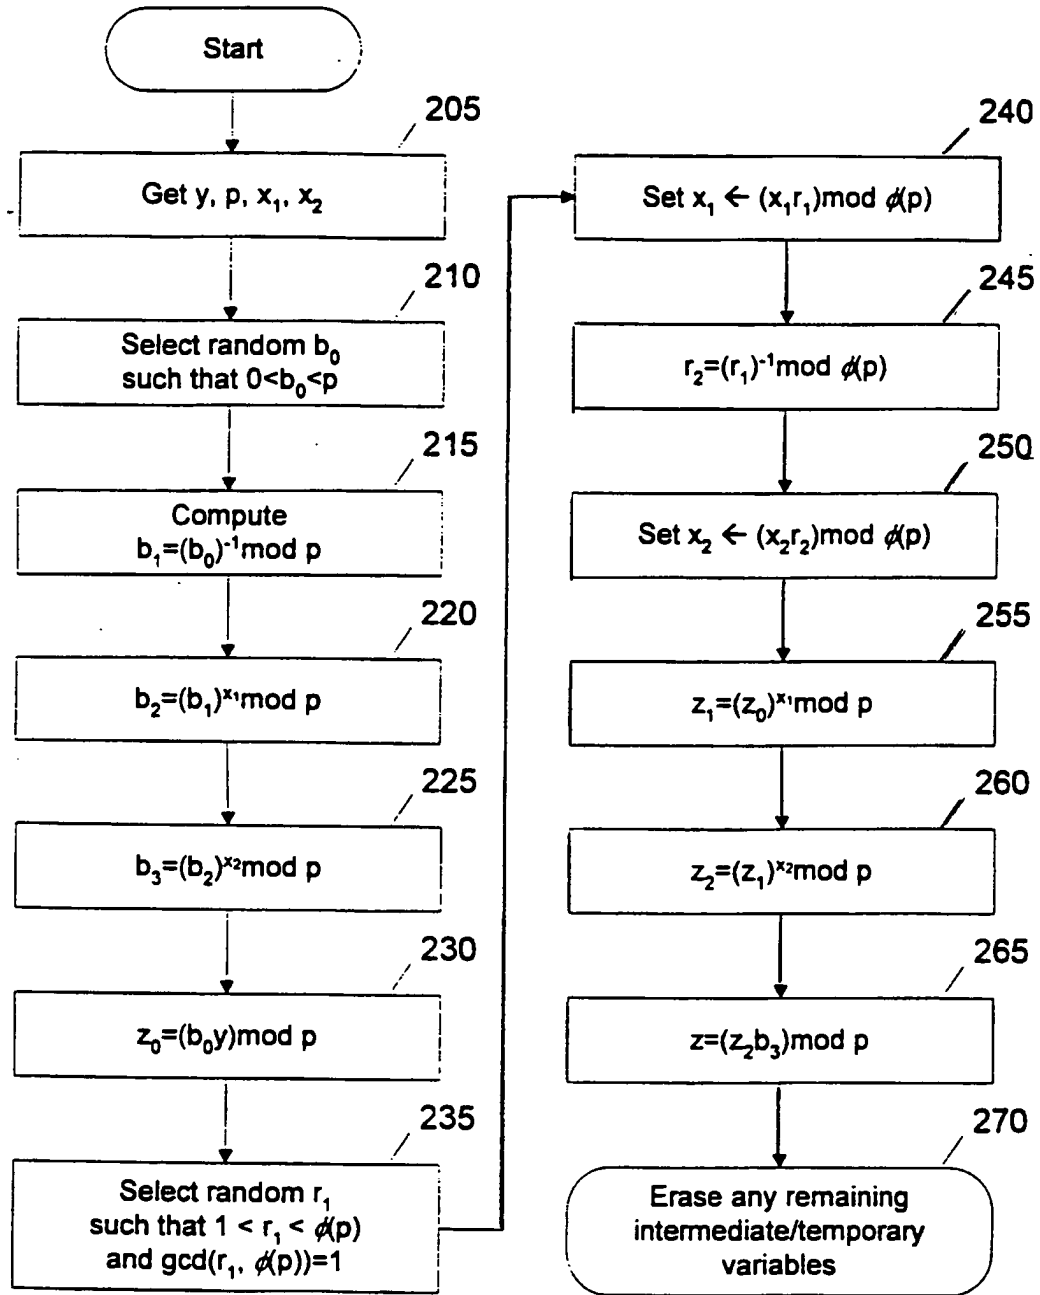 Start
205
Get y, p, x₁, x₂
210
Select random b₀
such that 0<b₀<p
215
Compute
b₁=(b₀)⁻¹mod p
220
b₂=(b₁)^x₁mod p
225
b₃=(b₂)^x₂mod p
230
z₀=(b₀y)mod p
235
Select random r₁
such that 1 < r₁ < ϕ(p)
and gcd(r₁, ϕ(p))=1
240
Set x₁ ← (x₁r₁)mod ϕ(p)
245
r₂=(r₁)⁻¹mod ϕ(p)
250
Set x₂ ← (x₂r₂)mod ϕ(p)
255
z₁=(z₀)^x₁mod p
260
z₂=(z₁)^x₂mod p
265
z=(z₂b₃)mod p
270
Erase any remaining
intermediate/temporary
variables